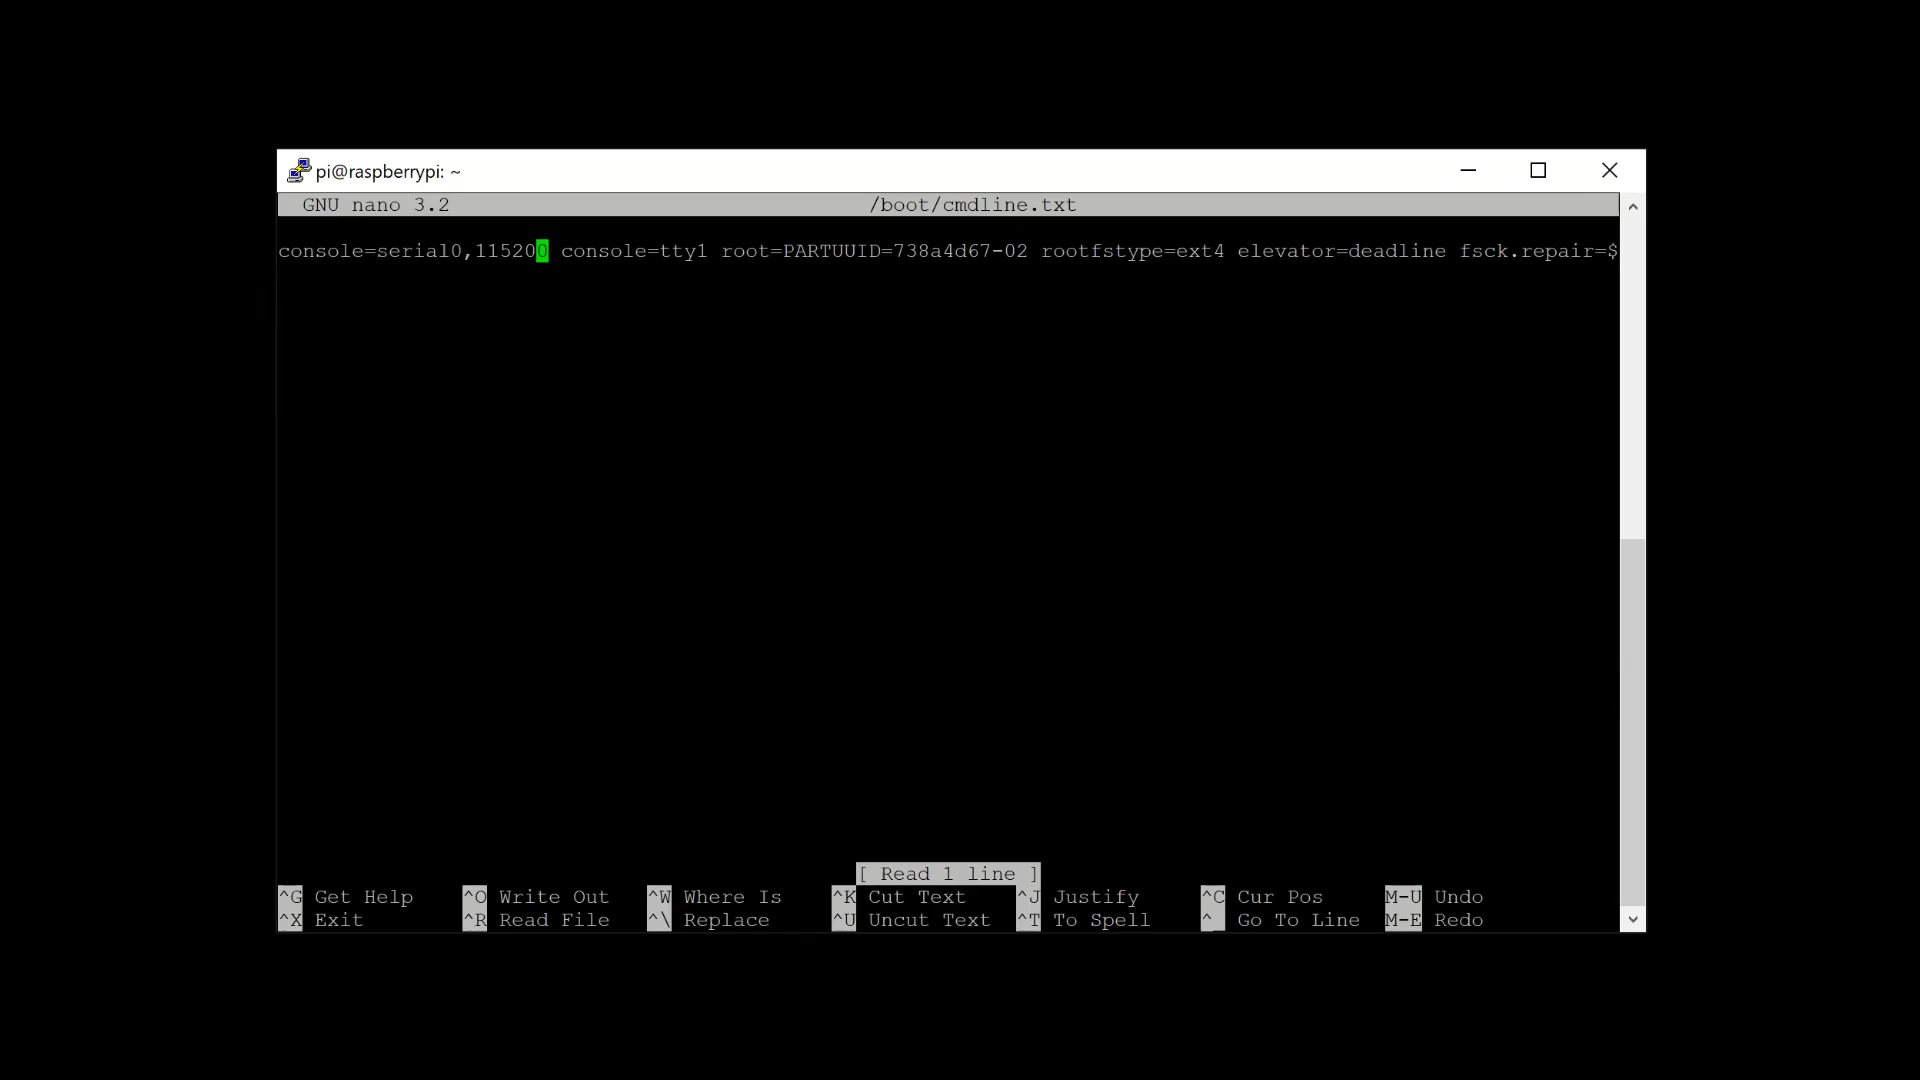 pi@raspberrypi: ~
GNU nano 3.2 /boot/cmdline.txt
console=serial0,115200 console=tty1 root=PARTUUID=738a4d67-02 rootfstype=ext4 elevator=deadline fsck.repair=$
[ Read 1 line ]
^G Get Help ^O Write Out ^W Where Is ^K Cut Text ^J Justify ^C Cur Pos M-U Undo
^X Exit ^R Read File ^\ Replace ^U Uncut Text ^T To Spell ^_ Go To Line M-E Redo